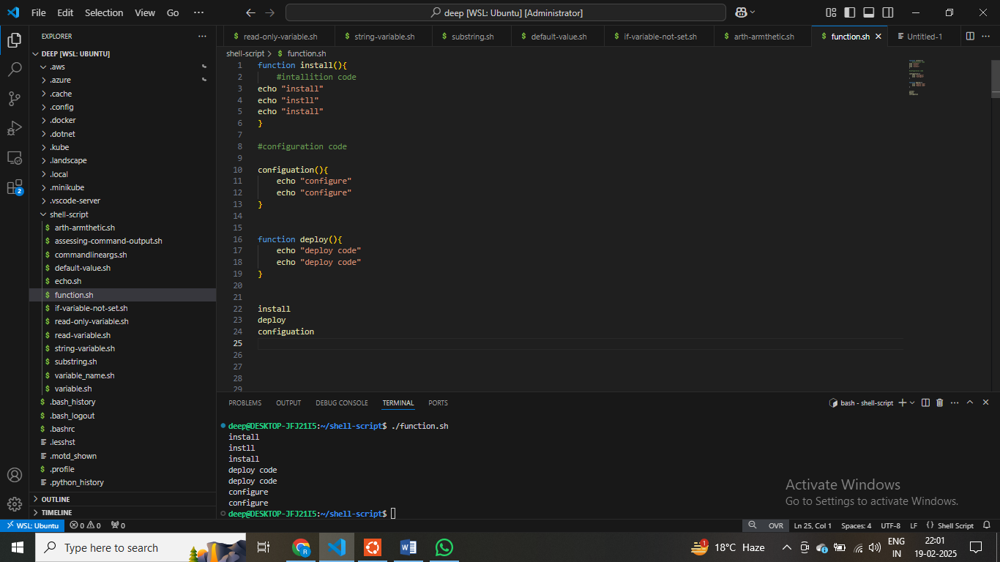 File Edit Selection View Go ··· deep [WSL: Ubuntu] [Administrator]
EXPLORER ···
DEEP [WSL: UBUNTU]
.aws
.azure
.cache
.config
.docker
.dotnet
.kube
.landscape
.local
.minikube
.vscode-server
shell-script
$ arth-armthetic.sh
$ assessing-command-output.sh
$ commandlineargs.sh
$ default-value.sh
$ echo.sh
$ function.sh
$ if-variable-not-set.sh
$ read-only-variable.sh
$ read-variable.sh
$ string-variable.sh
$ substring.sh
$ variable_name.sh
$ variable.sh
$ .bash_history
$ .bash_logout
$ .bashrc
.lesshst
.motd_shown
$ .profile
.python_history
OUTLINE
TIMELINE
2
$ read-only-variable.sh $ string-variable.sh $ substring.sh $ default-value.sh $ if-variable-not-set.sh $ arth-armthetic.sh $ function.sh Untitled-1 ···
shell-script > $ function.sh
1 function install(){
2 #intallition code
3 echo "install"
4 echo "instll"
5 echo "install"
6 }
7
8 #configuration code
9
10 configuation(){
11 echo "configure"
12 echo "configure"
13 }
14
15
16 function deploy(){
17 echo "deploy code"
18 echo "deploy code"
19 }
20
21
22 install
23 deploy
24 configuation
25
26
27
28
29
PROBLEMS OUTPUT DEBUG CONSOLE TERMINAL PORTS bash - shell-script ···
deep@DESKTOP-JFJ21I5:~/shell-script$ ./function.sh
install
instll
install
deploy code
deploy code
configure
configure
deep@DESKTOP-JFJ21I5:~/shell-script$
Activate Windows
Go to Settings to activate Windows.
WSL: Ubuntu 0 0 0 OVR Ln 25, Col 1 Spaces: 4 UTF-8 LF {} Shell Script
Type here to search R W 1 18°C Haze ENG IN 22:01 19-02-2025